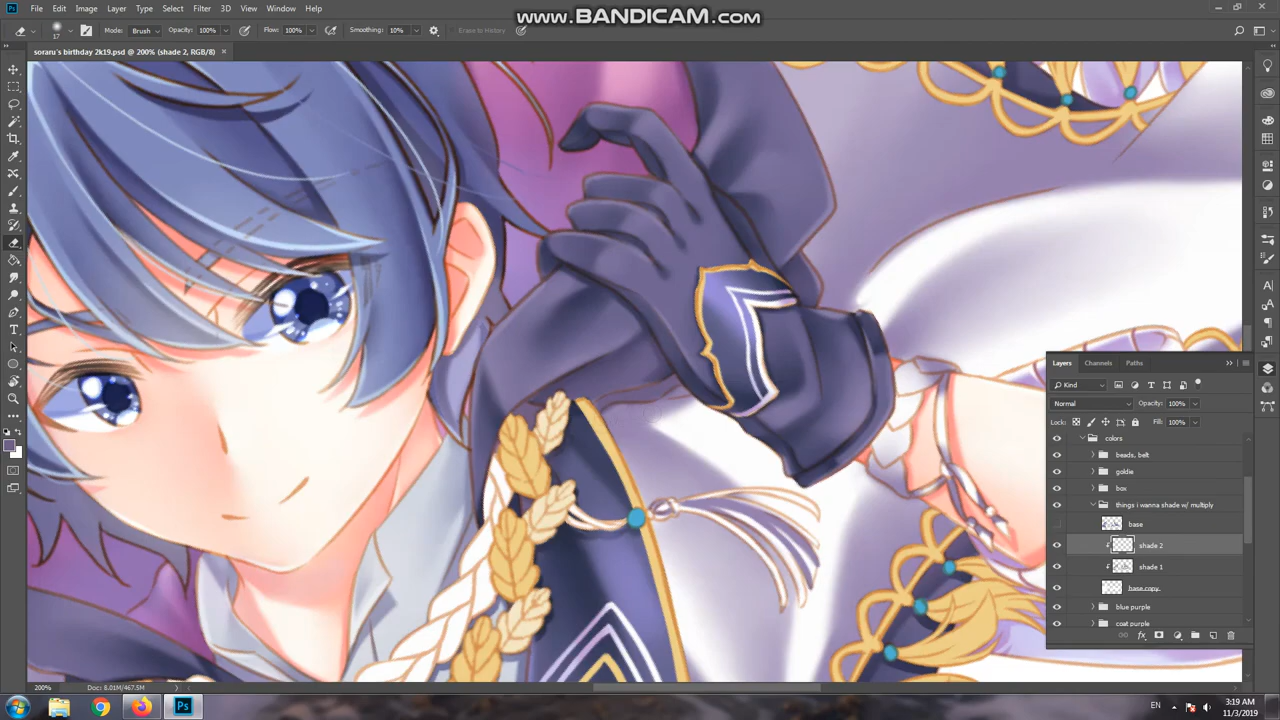 www.BANDICAM.com
File Edit Image Layer Type Select Filter 3D View Window Help
17 Mode: Brush Opacity: 100% Flow: 100% Smoothing: 10% Erase to History
soraru's birthday 2k19.psd @ 200% (shade 2, RGB/8) ×
Layers Channels Paths
Kind
Normal Opacity: 100%
Lock: Fill: 100%
colors
beads, belt
goldie
box
things i wanna shade w/ multiply
base
shade 2
shade 1
base copy
blue purple
coat purple
200% Doc: 8.01M/467.5M
EN 3:19 AM
11/3/2019